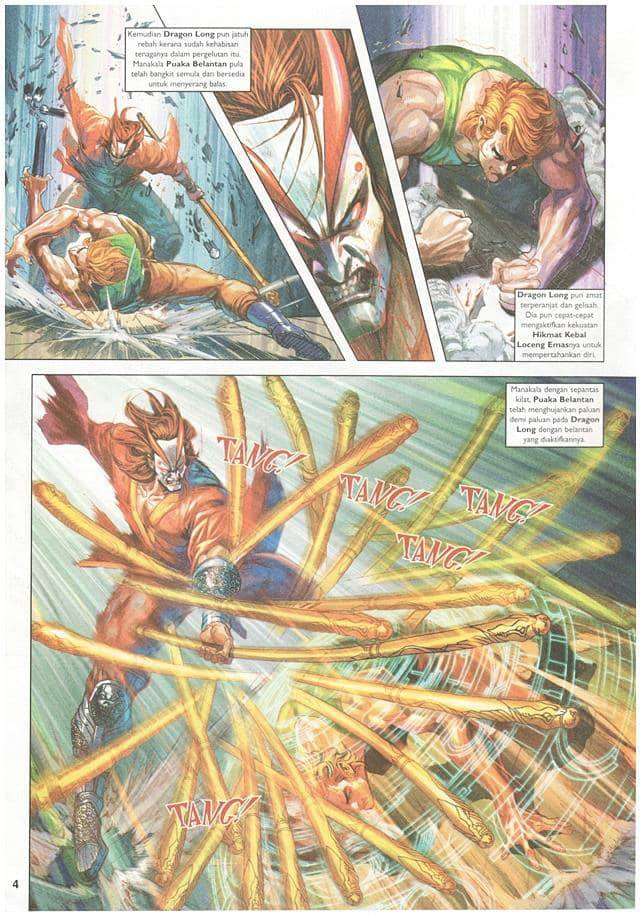 Kemudian Dragon Long pun jatuh
rebah kerana sudah kehabisan
tenaganya dalam pergelutan itu.
Manakala Puaka Belantan pula
telah bangkit semula dan bersedia
untuk menyerang balas.
Dragon Long pun amat
terperanjat dan gelisah.
Dia pun cepat-cepat
mengaktifkan kekuatan
Hikmat Kebal
Loceng Emasnya untuk
mempertahankan diri.
Manakala dengan sepantas
kilat, Puaka Belantan
telah menghujankan paluan
demi paluan pada Dragon
Long dengan belantan
yang diaktifkannya.
TANG!
TANG!
TANG!
TANG!
TANG!
4